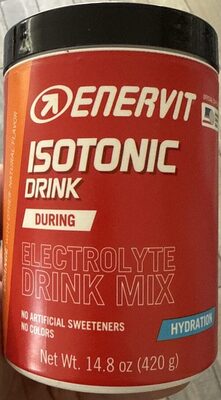 ENERVIT
ISOTONIC
DRINK
DURING
ELECTROLYTE
DRINK MIX
NO ARTIFICIAL SWEETENERS
NO COLORS
HYDRATION
Net Wt. 14.8 oz (420 g)